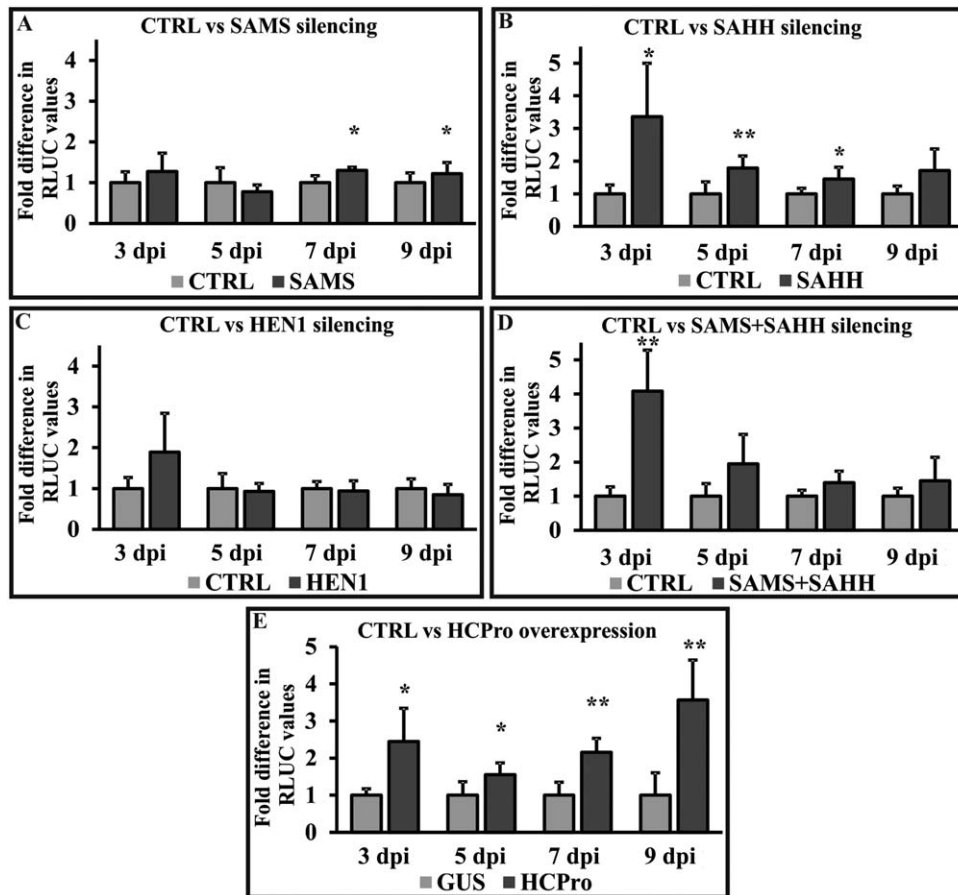 A
CTRL vs SAMS silencing
Fold difference in
RLUC values
4
3
2
1
0
*
*
3 dpi 5 dpi 7 dpi 9 dpi
CTRL SAMS
B
CTRL vs SAHH silencing
Fold difference in
RLUC values
5
4
3
2
1
0
*
**
*
3 dpi 5 dpi 7 dpi 9 dpi
CTRL SAHH
C
CTRL vs HEN1 silencing
Fold difference in
RLUC values
4
3
2
1
0
3 dpi 5 dpi 7 dpi 9 dpi
CTRL HEN1
D
CTRL vs SAMS+SAHH silencing
Fold difference in
RLUC values
5
4
3
2
1
0
**
3 dpi 5 dpi 7 dpi 9 dpi
CTRL SAMS+SAHH
E
CTRL vs HCPro overexpression
Fold difference in
RLUC values
5
4
3
2
1
0
*
*
**
**
3 dpi 5 dpi 7 dpi 9 dpi
GUS HCPro